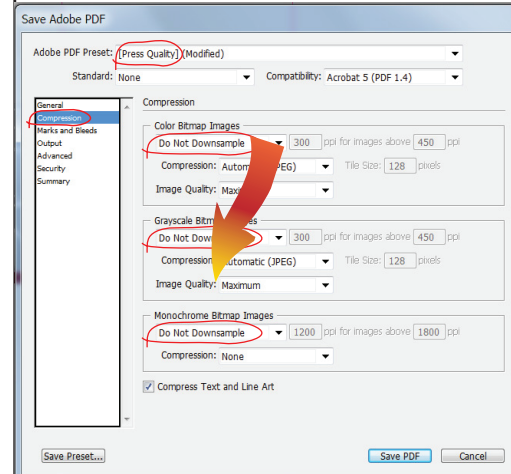 Save Adobe PDF
Adobe PDF Preset: [Press Quality] (Modified)
Standard: None Compatibility: Acrobat 5 (PDF 1.4)
General
Compression
Marks and Bleeds
Output
Advanced
Security
Summary
Compression
Color Bitmap Images
Do Not Downsample 300 ppi for images above 450 ppi
Compression: (JPEG) Tile Size: 128 pixels
Image Quality:
Grayscale
Do Not 300 ppi for images above 450 ppi
Compression: Automatic (JPEG) Tile Size: 128 pixels
Image Quality: Maximum
Monochrome Bitmap Images
Do Not Downsample 1200 ppi for images above 1800 ppi
Compression: None
Compress Text and Line Art
Save Preset... Save PDF Cancel